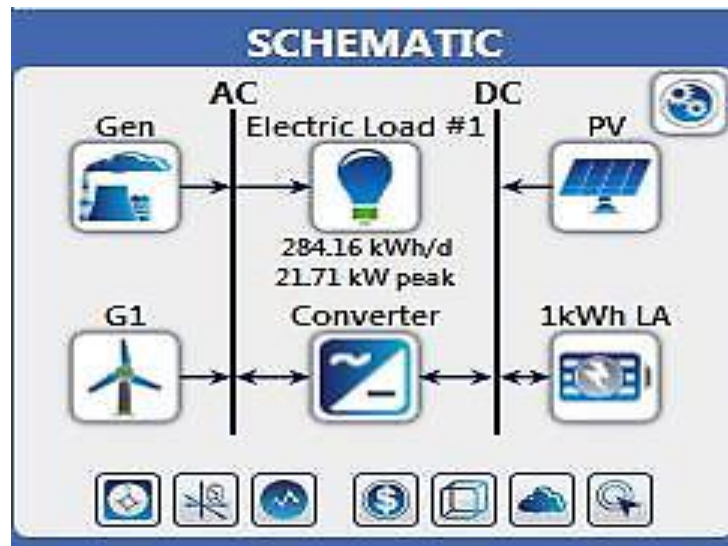 SCHEMATIC
AC DC
Gen Electric Load #1 PV
284.16 kWh/d
21.71 kW peak
G1 Converter 1kWh LA